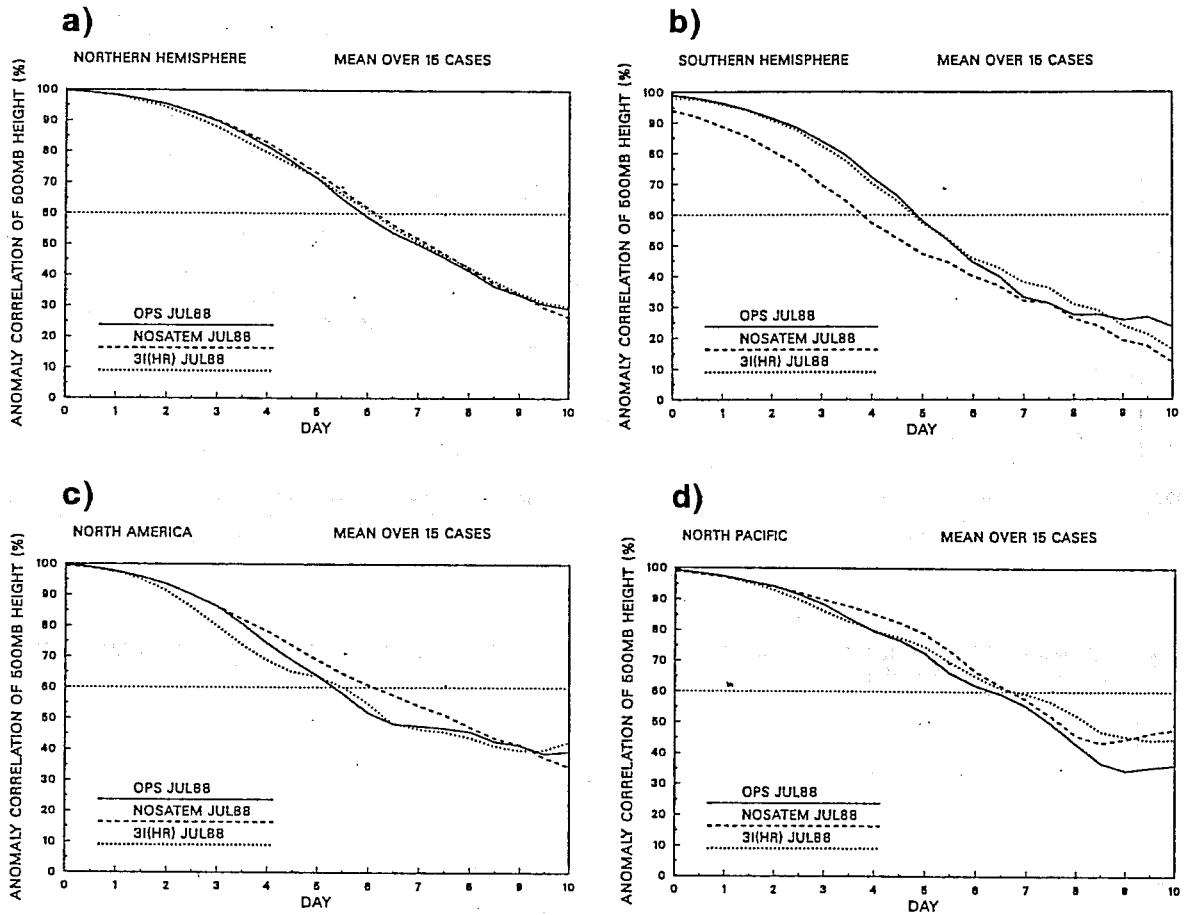 a)
NORTHERN HEMISPHERE MEAN OVER 15 CASES
ANOMALY CORRELATION OF 500MB HEIGHT (%)
100
90
80
70
60
50
40
30
20
10
0
OPS JUL88
NOSATEM JUL88
3I(HR) JUL88
0 1 2 3 4 5 6 7 8 9 10
DAY
b)
SOUTHERN HEMISPHERE MEAN OVER 15 CASES
ANOMALY CORRELATION OF 500MB HEIGHT (%)
100
90
80
70
60
50
40
30
20
10
0
OPS JUL88
NOSATEM JUL88
3I(HR) JUL88
0 1 2 3 4 5 6 7 8 9 10
DAY
c)
NORTH AMERICA MEAN OVER 15 CASES
ANOMALY CORRELATION OF 500MB HEIGHT (%)
100
90
80
70
60
50
40
30
20
10
0
OPS JUL88
NOSATEM JUL88
3I(HR) JUL88
0 1 2 3 4 5 6 7 8 9 10
DAY
d)
NORTH PACIFIC MEAN OVER 15 CASES
ANOMALY CORRELATION OF 500MB HEIGHT (%)
100
90
80
70
60
50
40
30
20
10
0
OPS JUL88
NOSATEM JUL88
3I(HR) JUL88
0 1 2 3 4 5 6 7 8 9 10
DAY